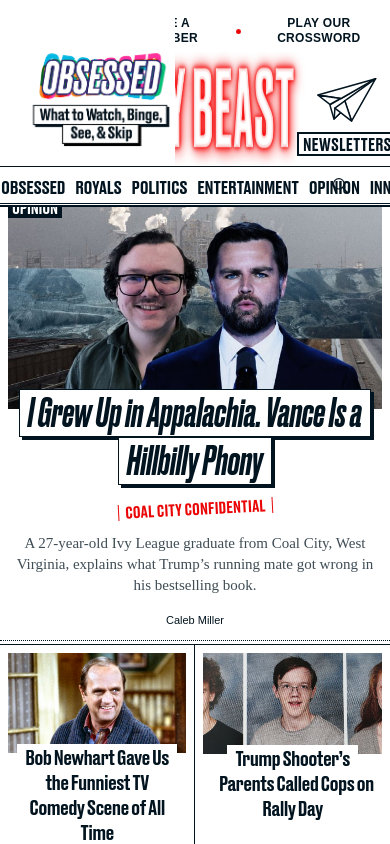 E A
BER
PLAY OUR
CROSSWORD
OBSESSED
What to Watch, Binge,
See, & Skip
Y BEAST
NEWSLETTERS
OBSESSED ROYALS POLITICS ENTERTAINMENT OPINION INN
OPINION
I Grew Up in Appalachia. Vance Is a
Hillbilly Phony
COAL CITY CONFIDENTIAL
A 27-year-old Ivy League graduate from Coal City, West
Virginia, explains what Trump’s running mate got wrong in
his bestselling book.
Caleb Miller
Bob Newhart Gave Us
the Funniest TV
Comedy Scene of All
Time
Trump Shooter’s
Parents Called Cops on
Rally Day